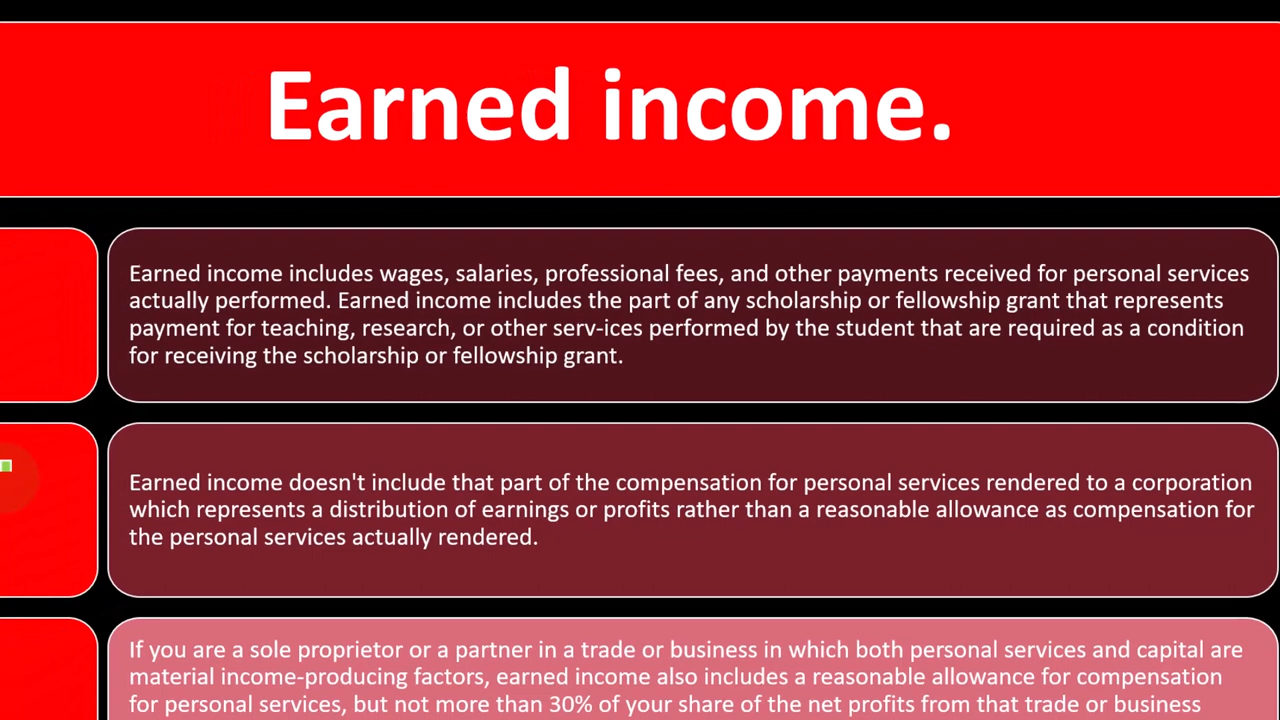 Earned income.
Earned income includes wages, salaries, professional fees, and other payments received for personal services
actually performed. Earned income includes the part of any scholarship or fellowship grant that represents
payment for teaching, research, or other serv-ices performed by the student that are required as a condition
for receiving the scholarship or fellowship grant.
Earned income doesn't include that part of the compensation for personal services rendered to a corporation
which represents a distribution of earnings or profits rather than a reasonable allowance as compensation for
the personal services actually rendered.
If you are a sole proprietor or a partner in a trade or business in which both personal services and capital are
material income-producing factors, earned income also includes a reasonable allowance for compensation
for personal services, but not more than 30% of your share of the net profits from that trade or business